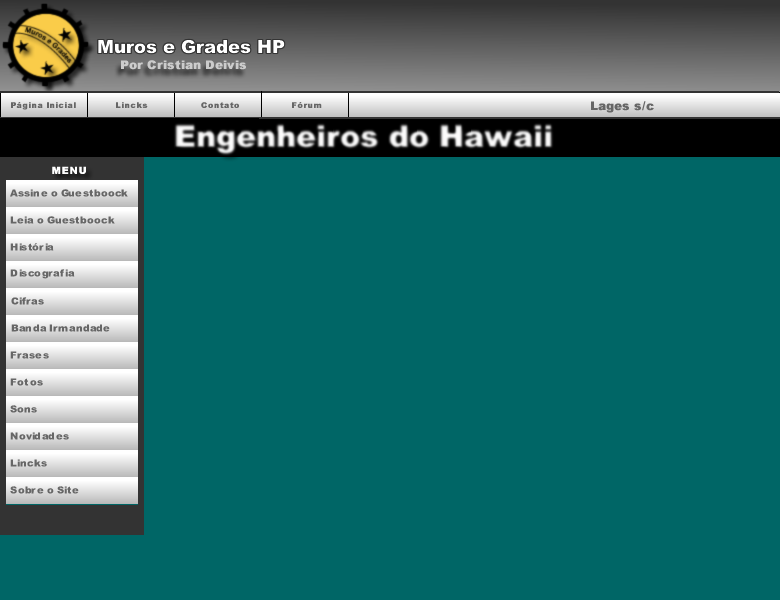 Muros e Grades
Muros e Grades HP
Por Cristian Deivis
Página Inicial
Lincks
Contato
Fórum
Lages s/c
Engenheiros do Hawaii
MENU
Assine o Guestboock
Leia o Guestboock
História
Discografia
Cifras
Banda Irmandade
Frases
Fotos
Sons
Novidades
Lincks
Sobre o Site